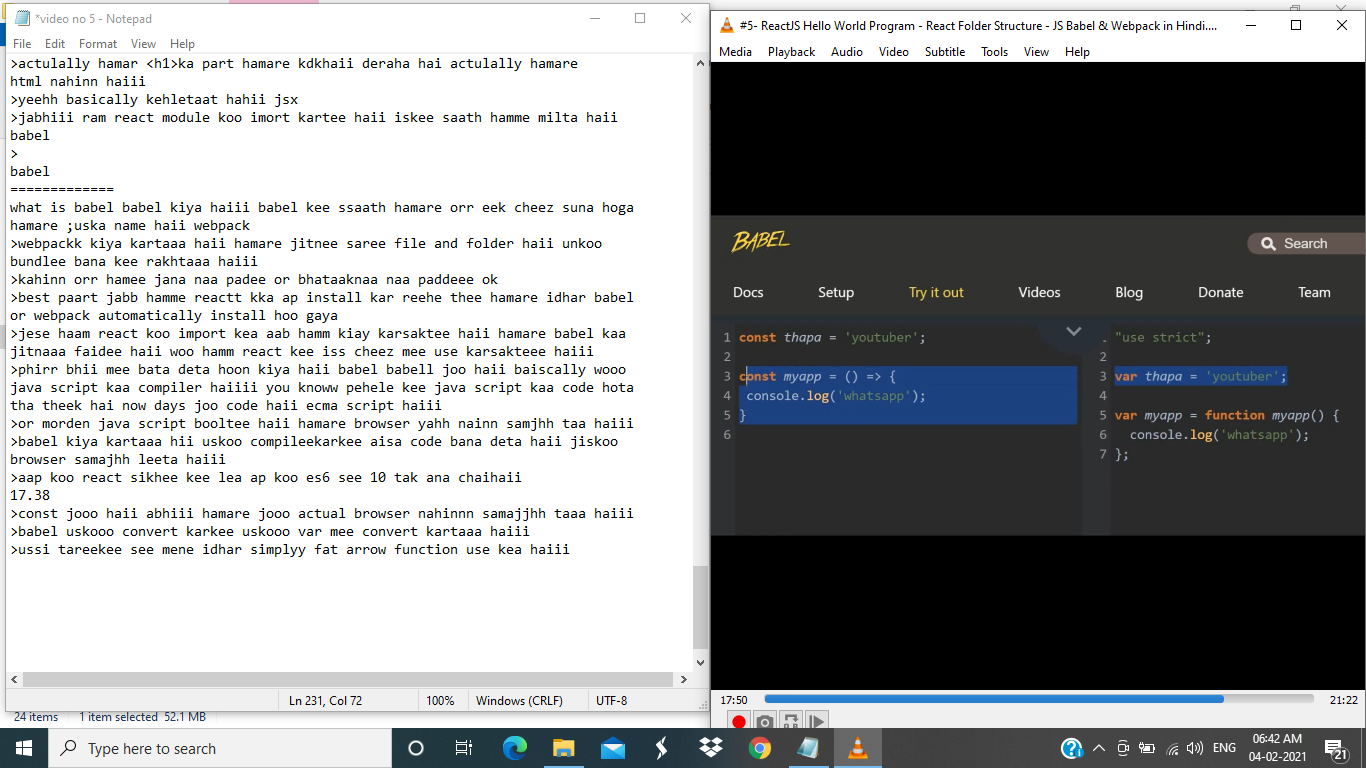 *video no 5 - Notepad
File Edit Format View Help
>actulally hamar <h1>ka part hamare kdkhaii deraha hai actulally hamare
html nahinn haiii
>yeehh basically kehletaat hahii jsx
>jabhiii ram react module koo imort kartee haii iskee saath hamme milta haii
babel
>
babel
=============
what is babel babel kiya haiii babel kee ssaath hamare orr eek cheez suna hoga
hamare ;uska name haii webpack
>webpackk kiya kartaaa haii hamare jitnee saree file and folder haii unkoo
bundlee bana kee rakhtaaa haiii
>kahinn orr hamee jana naa padee or bhataaknaa naa paddeee ok
>best paart jabb hamme reactt kka ap install kar reehe thee hamare idhar babel
or webpack automatically install hoo gaya
>jese haam react koo import kea aab hamm kiay karsaktee haii hamare babel kaa
jitnaaa faidee haii woo hamm react kee iss cheez mee use karsakteee haiii
>phirr bhii mee bata deta hoon kiya haii babel babell joo haii baiscally wooo
java script kaa compiler haiiii you knoww pehele kee java script kaa code hota
tha theek hai now days joo code haii ecma script haiii
>or morden java script booltee haii hamare browser yahh nainn samjhh taa haiii
>babel kiya kartaaa hii uskoo compileekarkee aisa code bana deta haii jiskoo
browser samajhh leeta haiii
>aap koo react sikhee kee lea ap koo es6 see 10 tak ana chaihaii
17.38
>const jooo haii abhiii hamare jooo actual browser nahinnn samajjhh taaa haiii
>babel uskooo convert karkee uskooo var mee convert kartaaa haiii
>ussi tareekee see mene idhar simplyy fat arrow function use kea haiii
Ln 231, Col 72 100% Windows (CRLF) UTF-8
24 items 1 item selected 52.1 MB
#5- ReactJS Hello World Program - React Folder Structure - JS Babel & Webpack in Hindi....
Media Playback Audio Video Subtitle Tools View Help
BABEL
Search
Docs Setup Try it out Videos Blog Donate Team
1 const thapa = 'youtuber';
2
3 const myapp = () => {
4 console.log('whatsapp');
5 }
6
"use strict";
2
3 var thapa = 'youtuber';
4
5 var myapp = function myapp() {
6 console.log('whatsapp');
7 };
17:50 21:22
Type here to search
ENG
06:42 AM
04-02-2021
21